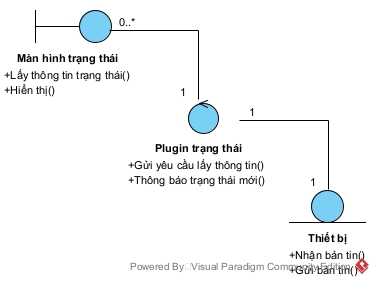 0..*
Màn hình trạng thái
+Lấy thông tin trạng thái()
+Hiển thị()
1
1
Plugin trạng thái
+Gửi yêu cầu lấy thông tin()
+Thông báo trạng thái mới()
1
Thiết bị
+Nhận bản tin()
+Gửi bản tin()
Powered By Visual Paradigm Community Edition